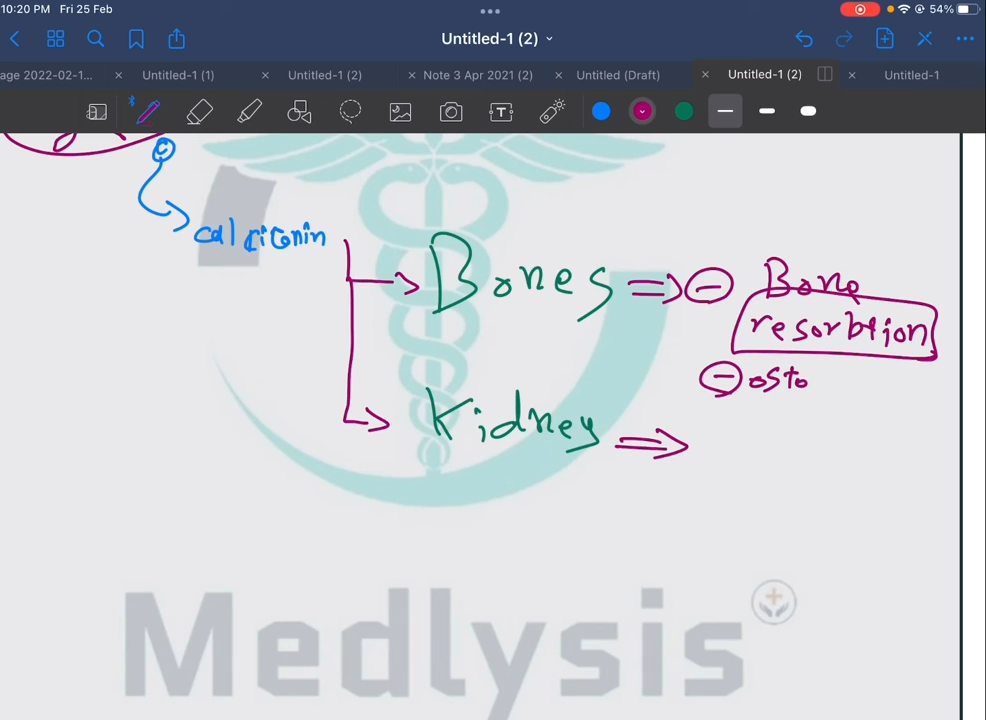 10:20 PM Fri 25 Feb
54%
Untitled-1 (2)
age 2022-02-1...
Untitled-1 (1)
Untitled-1 (2)
Note 3 Apr 2021 (2)
Untitled (Draft)
Untitled-1 (2)
Untitled-1
T
C
calcitonin
Bones ⇒ ⊖ Bone
resorbtion
⊖ osto
Kidney ⇒
Medlysis